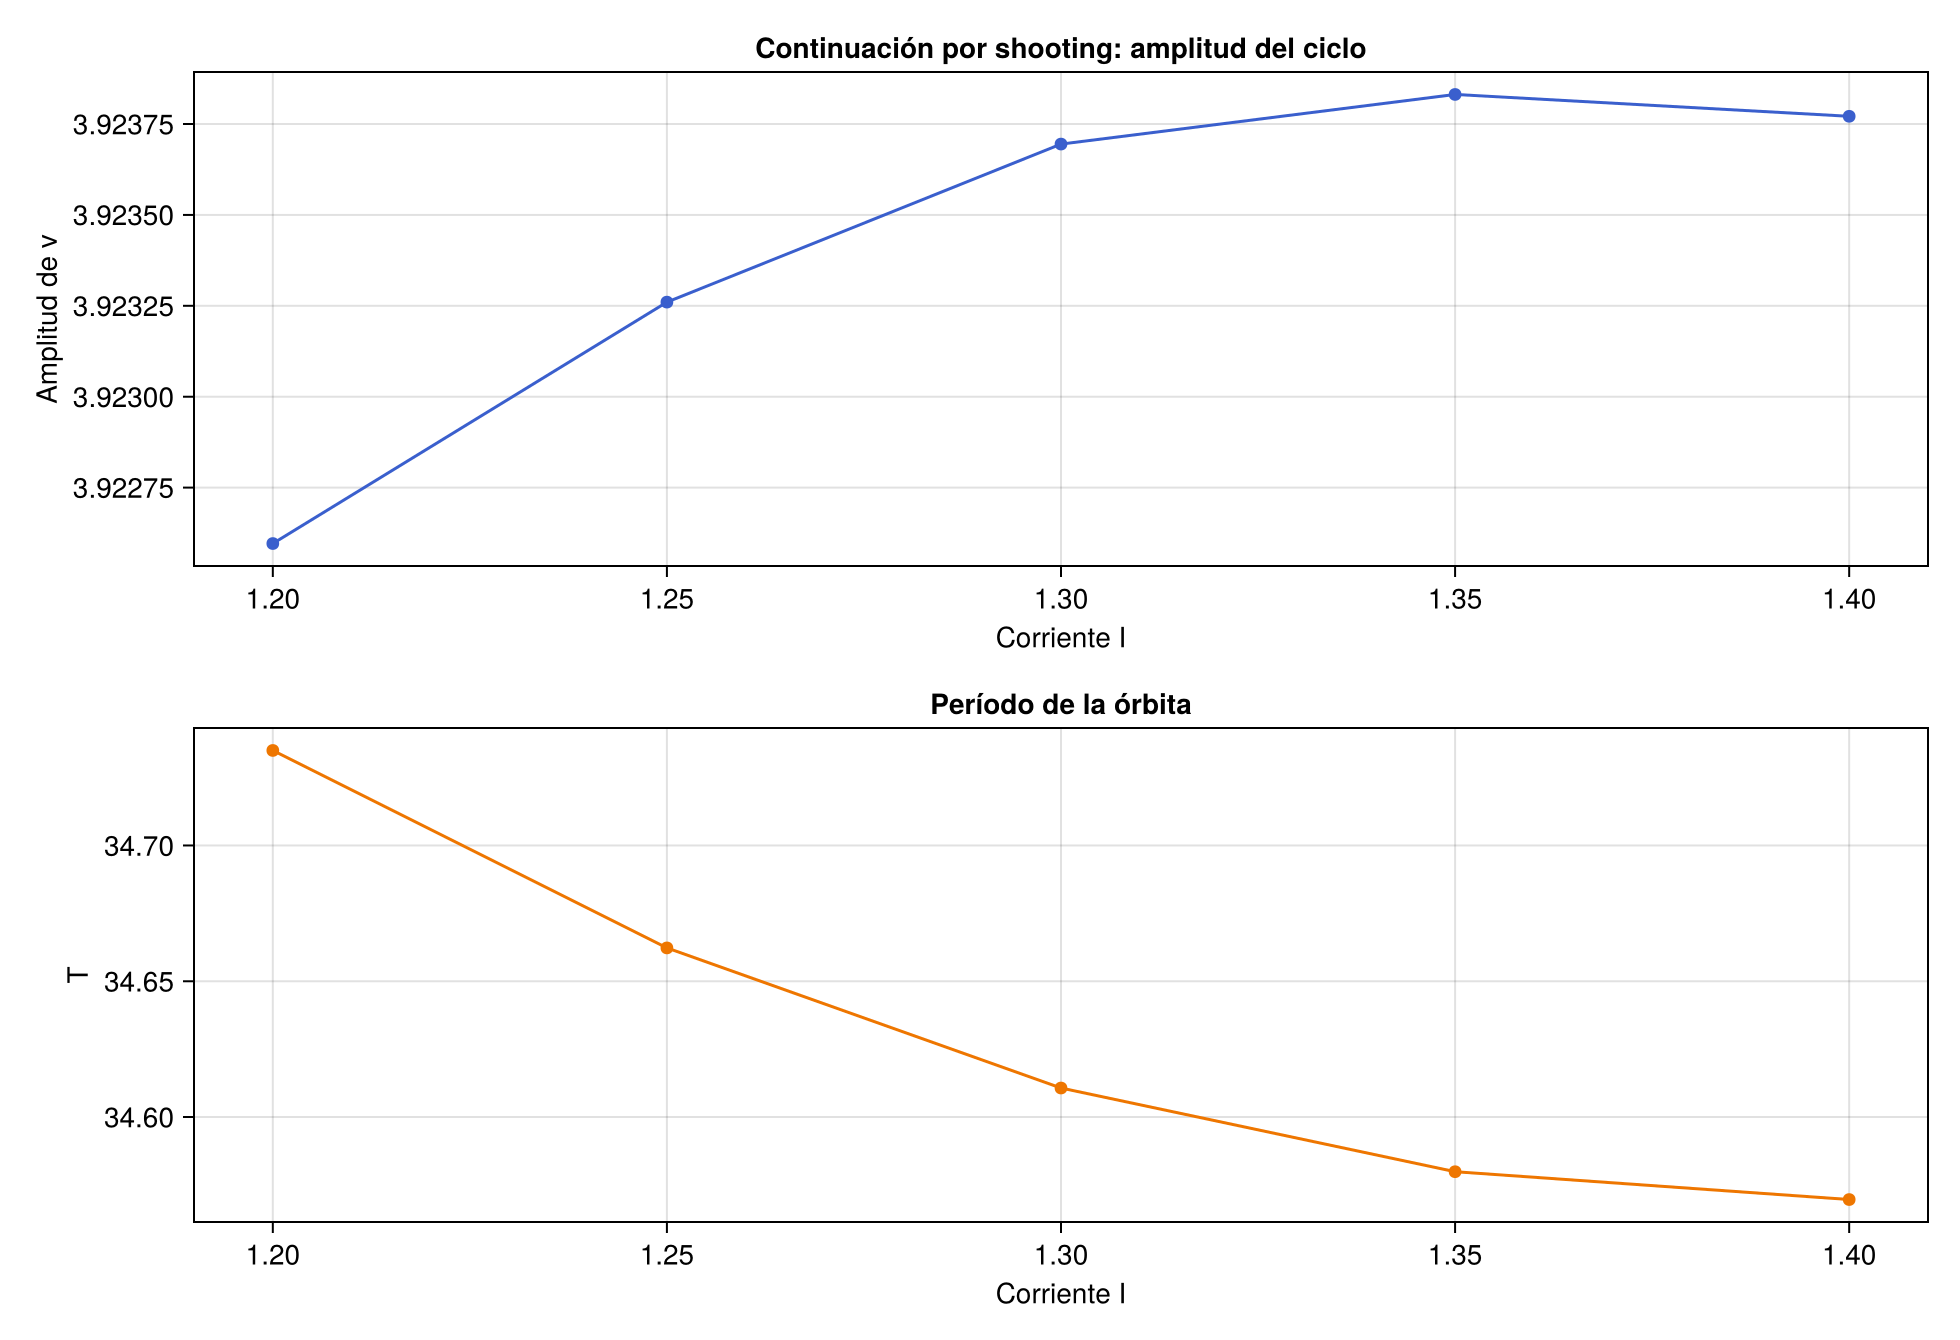 Continuación por shooting: amplitud del ciclo
Amplitud de v
3.92375
3.92350
3.92325
3.92300
3.92275
1.20 1.25 1.30 1.35 1.40
Corriente I
Período de la órbita
T
34.70
34.65
34.60
1.20 1.25 1.30 1.35 1.40
Corriente I